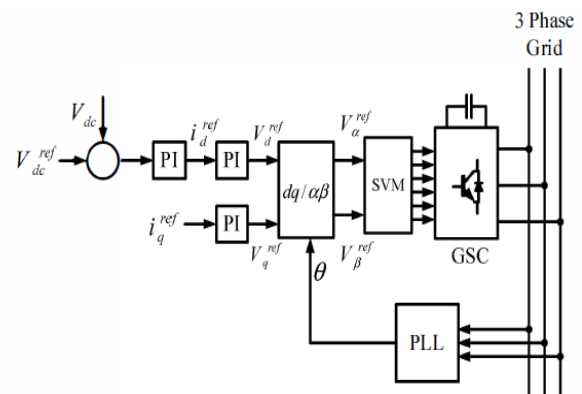 3 Phase
Grid
V_dc
V_dc^ref
PI
i_d^ref
PI
V_d^ref
dq/αβ
V_α^ref
SVM
GSC
i_q^ref
PI
V_q^ref
θ
V_β^ref
PLL